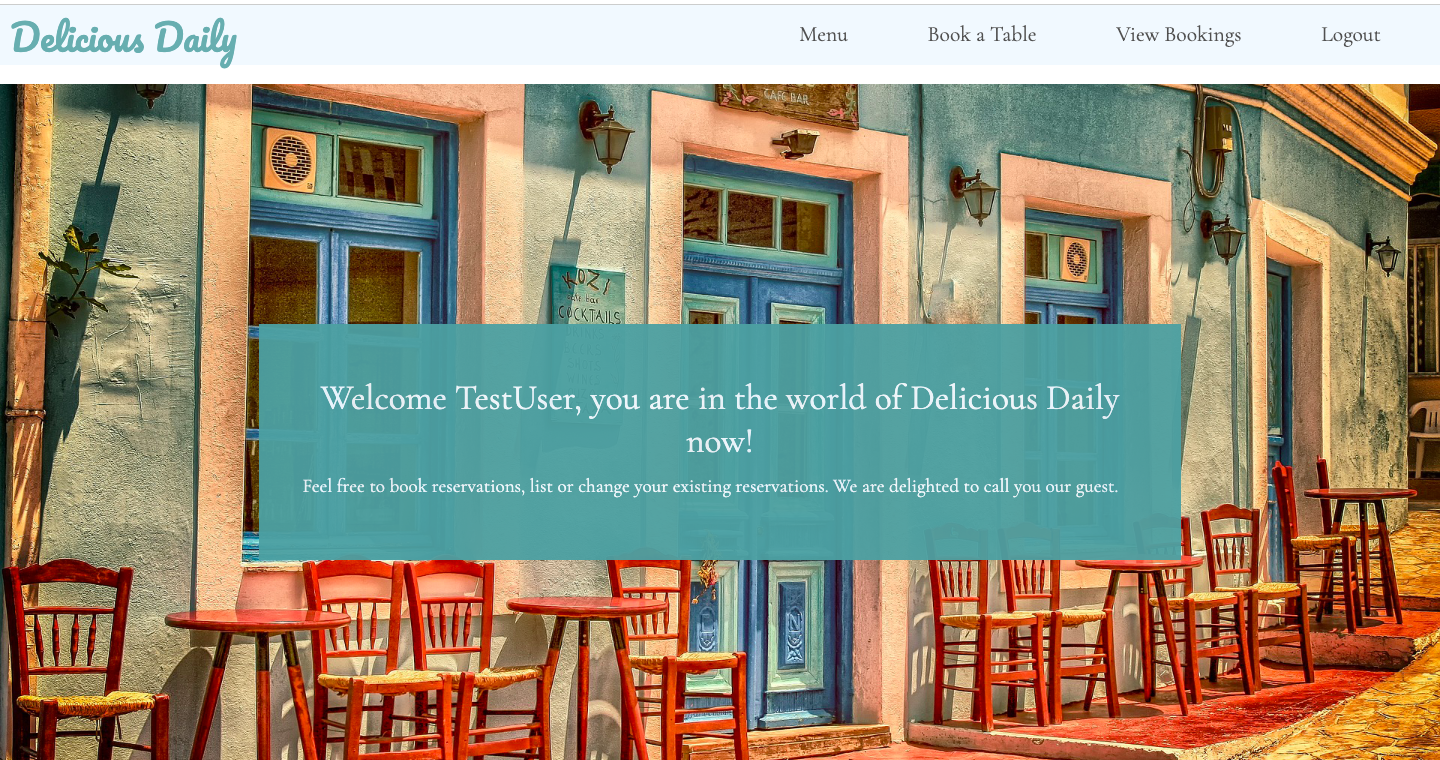 Delicious Daily
Menu
Book a Table
View Bookings
Logout
CAFE BAR
KOZI
cafe bar
COCKTAILS
Welcome TestUser, you are in the world of Delicious Daily
now!
Feel free to book reservations, list or change your existing reservations. We are delighted to call you our guest.